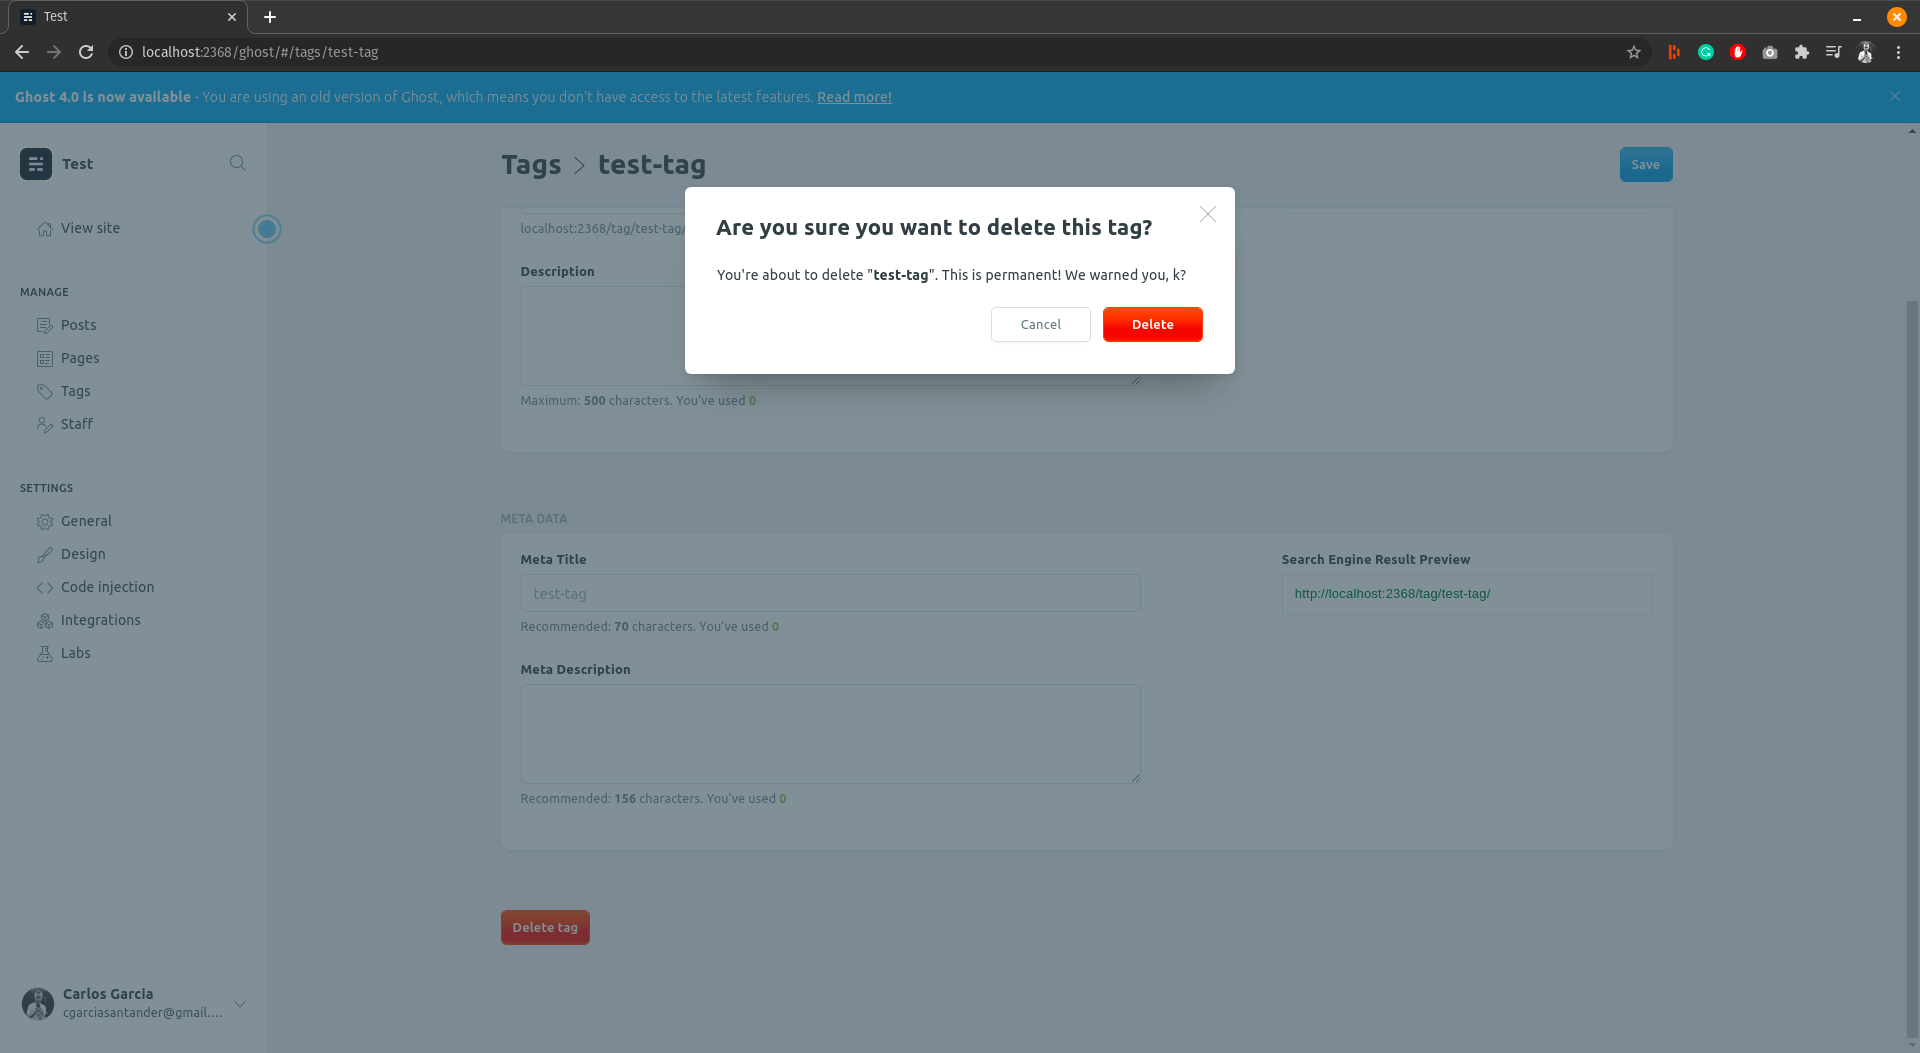 Test
localhost:2368/ghost/#/tags/test-tag
Ghost 4.0 is now available - You are using an old version of Ghost, which means you don't have access to the latest features. Read more!
Test
View site
MANAGE
Posts
Pages
Tags
Staff
SETTINGS
General
Design
Code injection
Integrations
Labs
Carlos Garcia
cgarciasantander@gmail....
Tags > test-tag
Save
localhost:2368/tag/test-tag/
Description
Maximum: 500 characters. You've used 0
Are you sure you want to delete this tag?
You're about to delete "test-tag". This is permanent! We warned you, k?
Cancel
Delete
META DATA
Meta Title
test-tag
Recommended: 70 characters. You've used 0
Meta Description
Recommended: 156 characters. You've used 0
Search Engine Result Preview
http://localhost:2368/tag/test-tag/
Delete tag